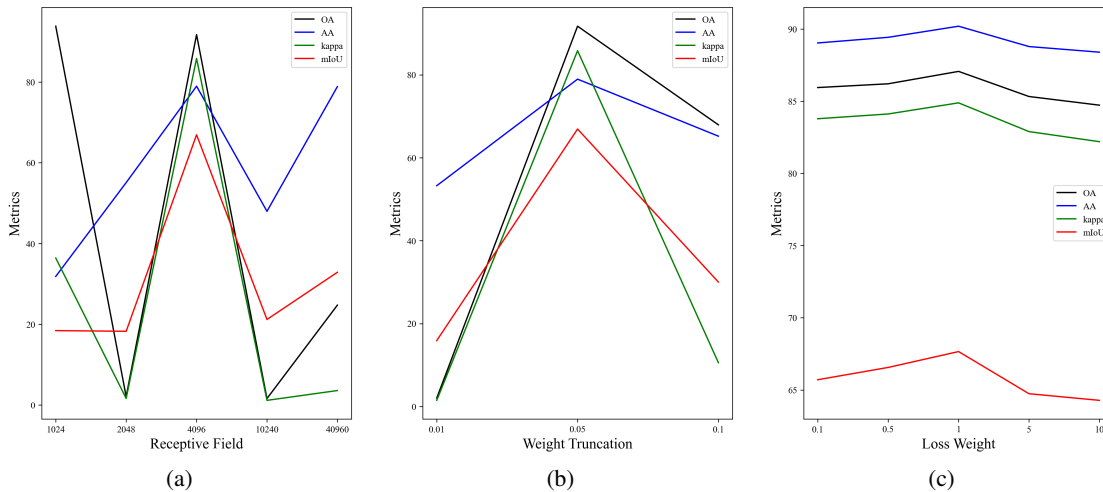 OA
AA
kappa
mIoU
80
60
40
20
0
Metrics
1024
2048
4096
10240
40960
Receptive Field
(a)
OA
AA
kappa
mIoU
80
60
40
20
0
Metrics
0.01
0.05
0.1
Weight Truncation
(b)
90
85
80
75
70
65
Metrics
OA
AA
kappa
mIoU
0.1
0.5
1
5
10
Loss Weight
(c)